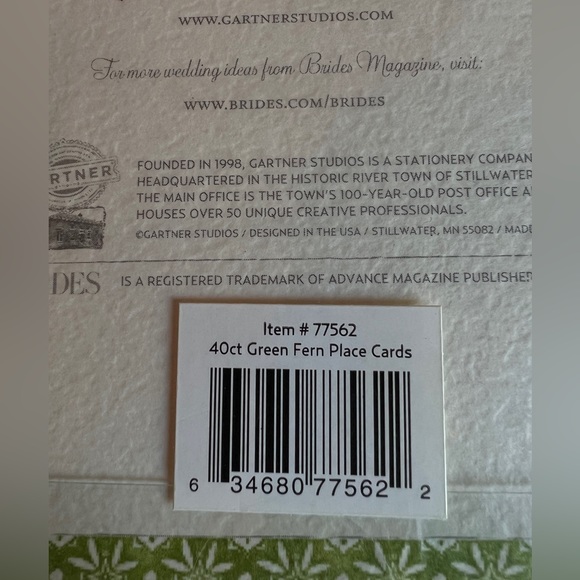 WWW.GARTNERSTUDIOS.COM
For more wedding ideas from Brides Magazine, visit:
WWW.BRIDES.COM/BRIDES
RTNER
FOUNDED IN 1998, GARTNER STUDIOS IS A STATIONERY COMPAN
HEADQUARTERED IN THE HISTORIC RIVER TOWN OF STILLWATER
THE MAIN OFFICE IS THE TOWN'S 100-YEAR-OLD POST OFFICE A
HOUSES OVER 50 UNIQUE CREATIVE PROFESSIONALS.
©GARTNER STUDIOS / DESIGNED IN THE USA / STILLWATER, MN 55082 / MADE
DES IS A REGISTERED TRADEMARK OF ADVANCE MAGAZINE PUBLISHER
Item # 77562
40ct Green Fern Place Cards
6 34680 77562 2